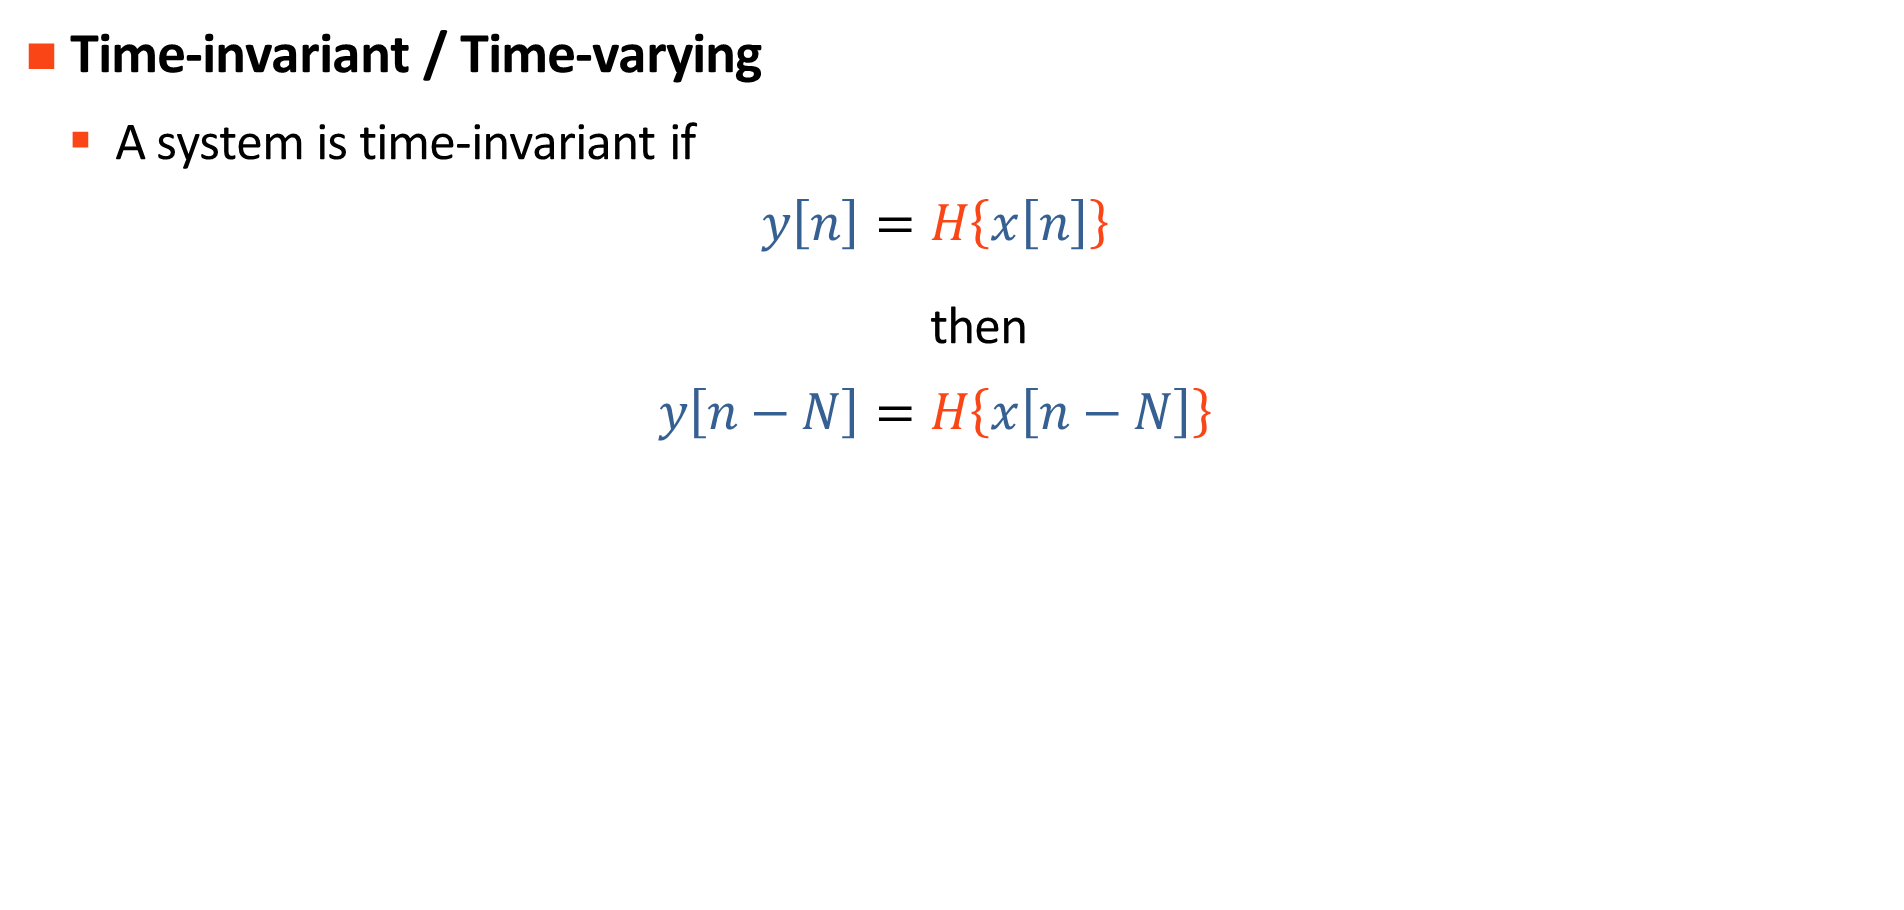 Time-invariant / Time-varying
A system is time-invariant if
y[n] = H{x[n]}
then
y[n − N] = H{x[n − N]}